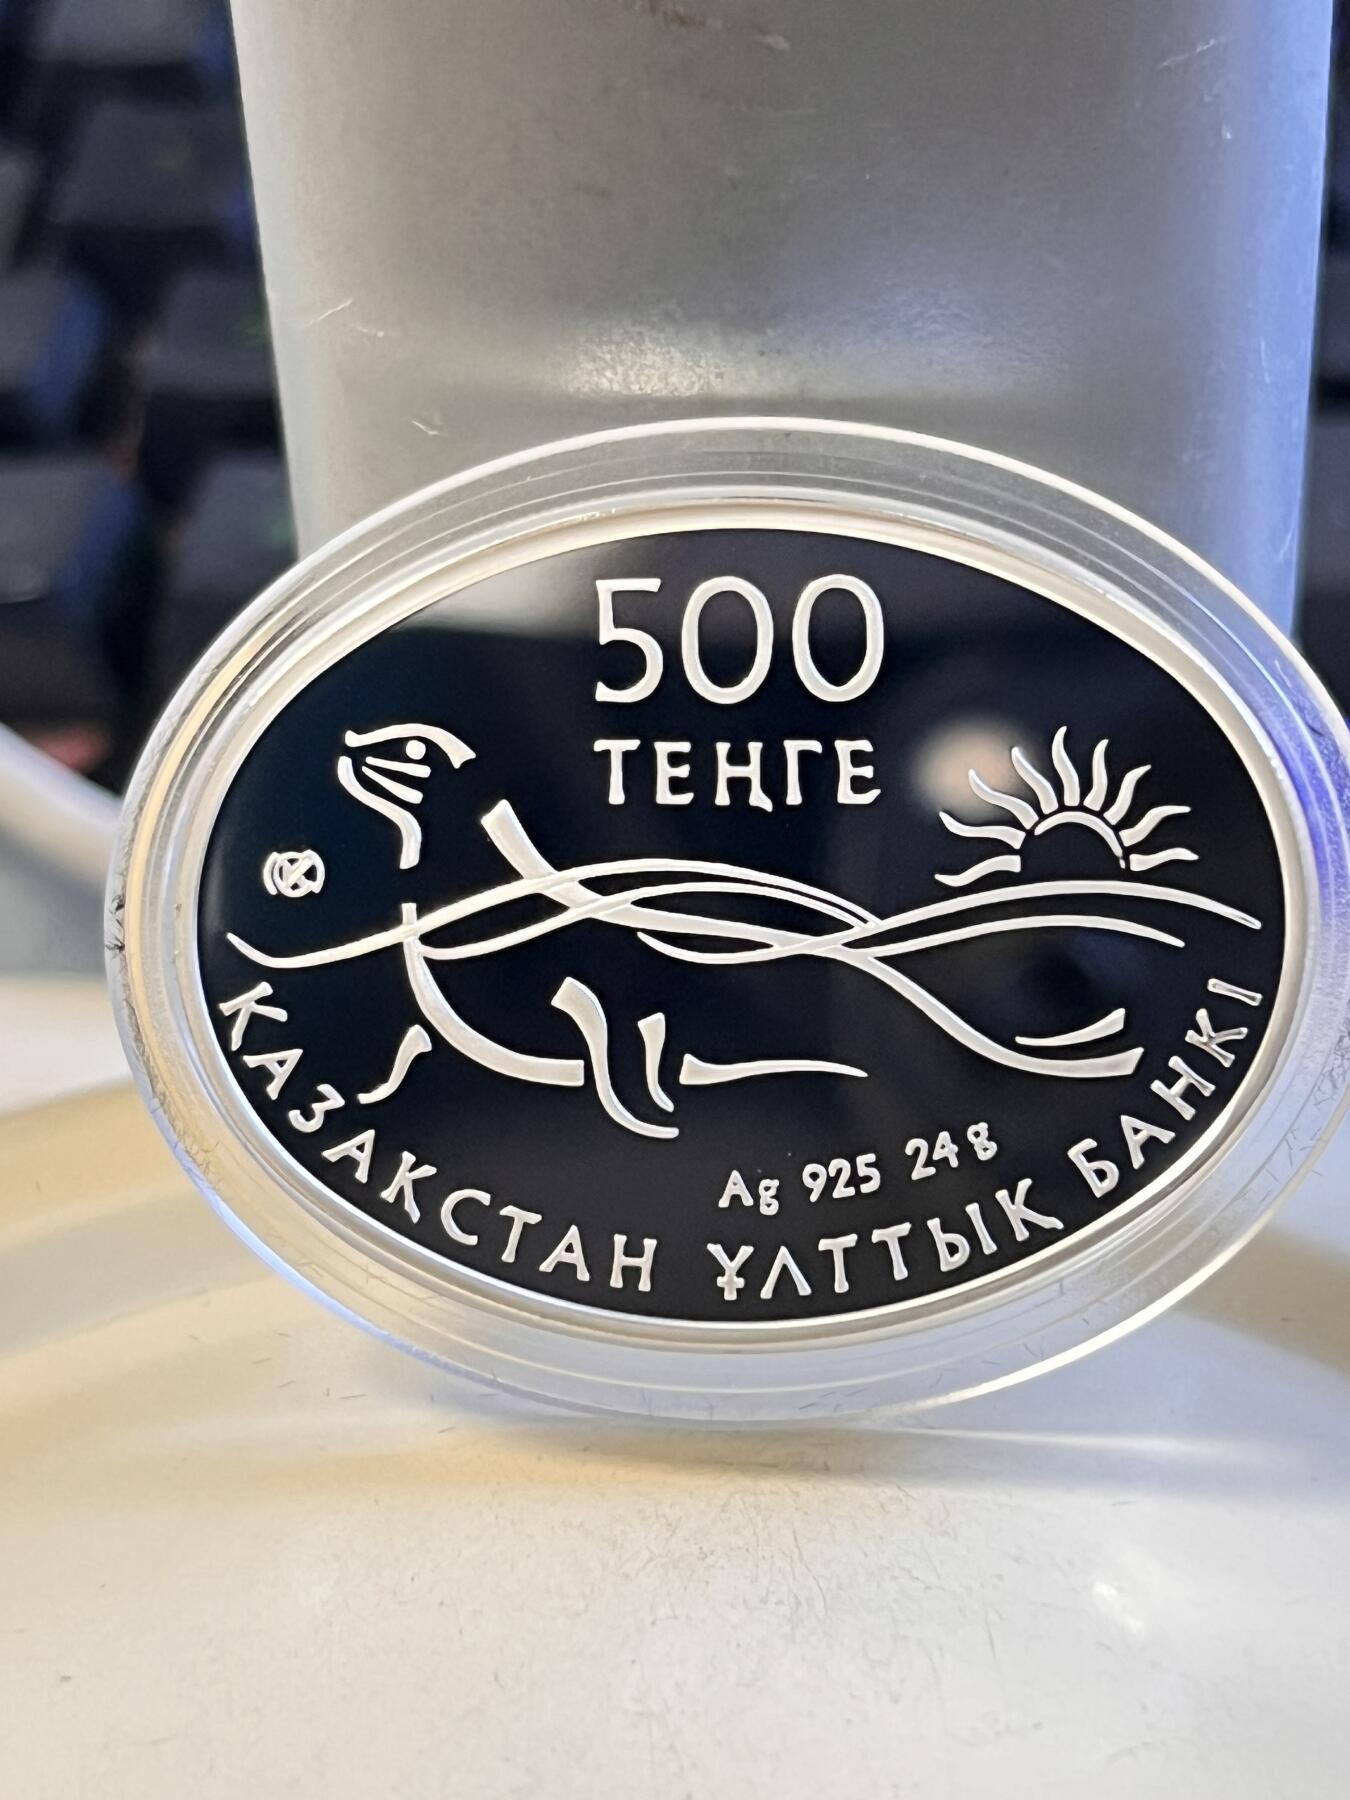 500
ТЕҢГЕ
Ag 925 24 g
ҚАЗАҚСТАН ҰЛТТЫҚ БАНКІ